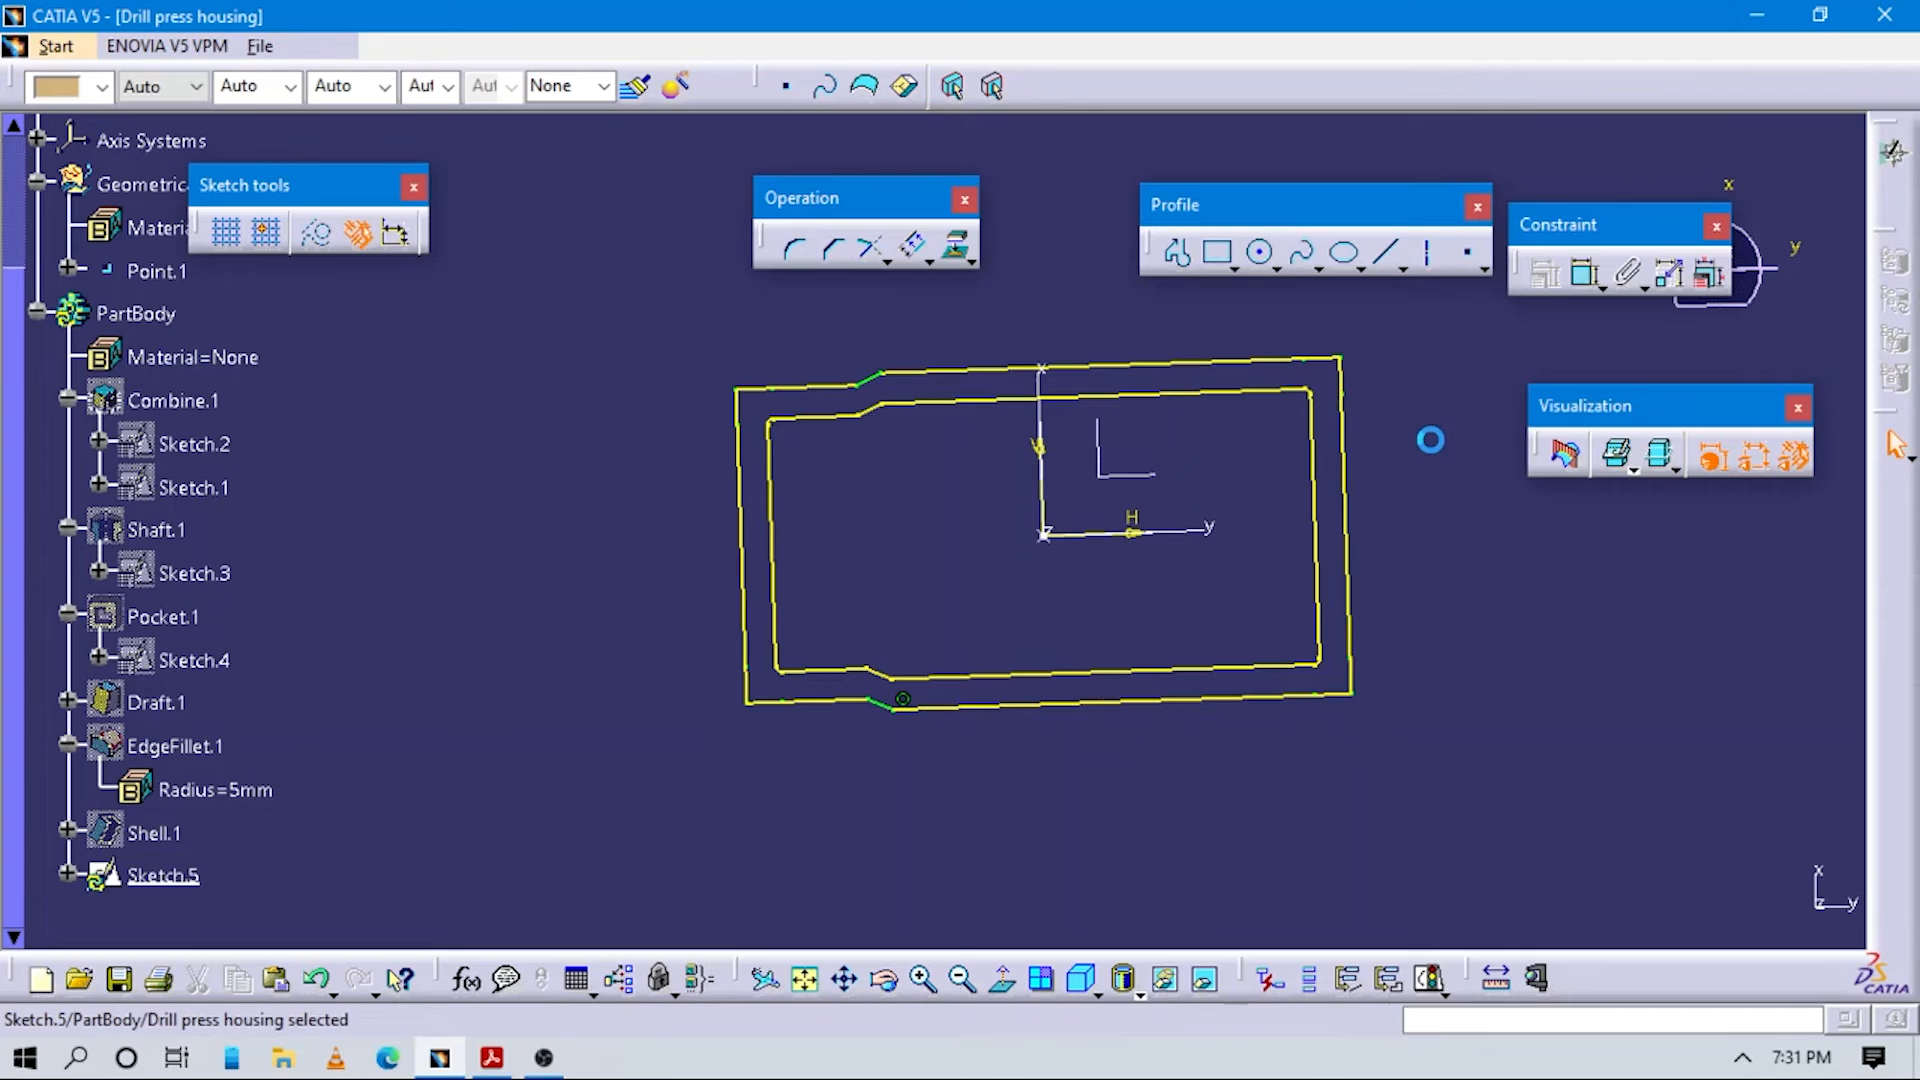 CATIA V5 - [Drill press housing]
Start ENOVIA V5 VPM File
Auto Auto Auto Aut Aut None
Axis Systems
Geometric
Sketch tools
Operation
Profile
Constraint
Materia
Point.1
PartBody
Material=None
Combine.1
Sketch.2
Sketch.1
Shaft.1
Sketch.3
Pocket.1
Sketch.4
Draft.1
EdgeFillet.1
Radius=5mm
Shell.1
Sketch.5
Visualization
x
y
x
V
H
y
z
x
z y
f(x)
CATIA
Sketch.5/PartBody/Drill press housing selected
7:31 PM